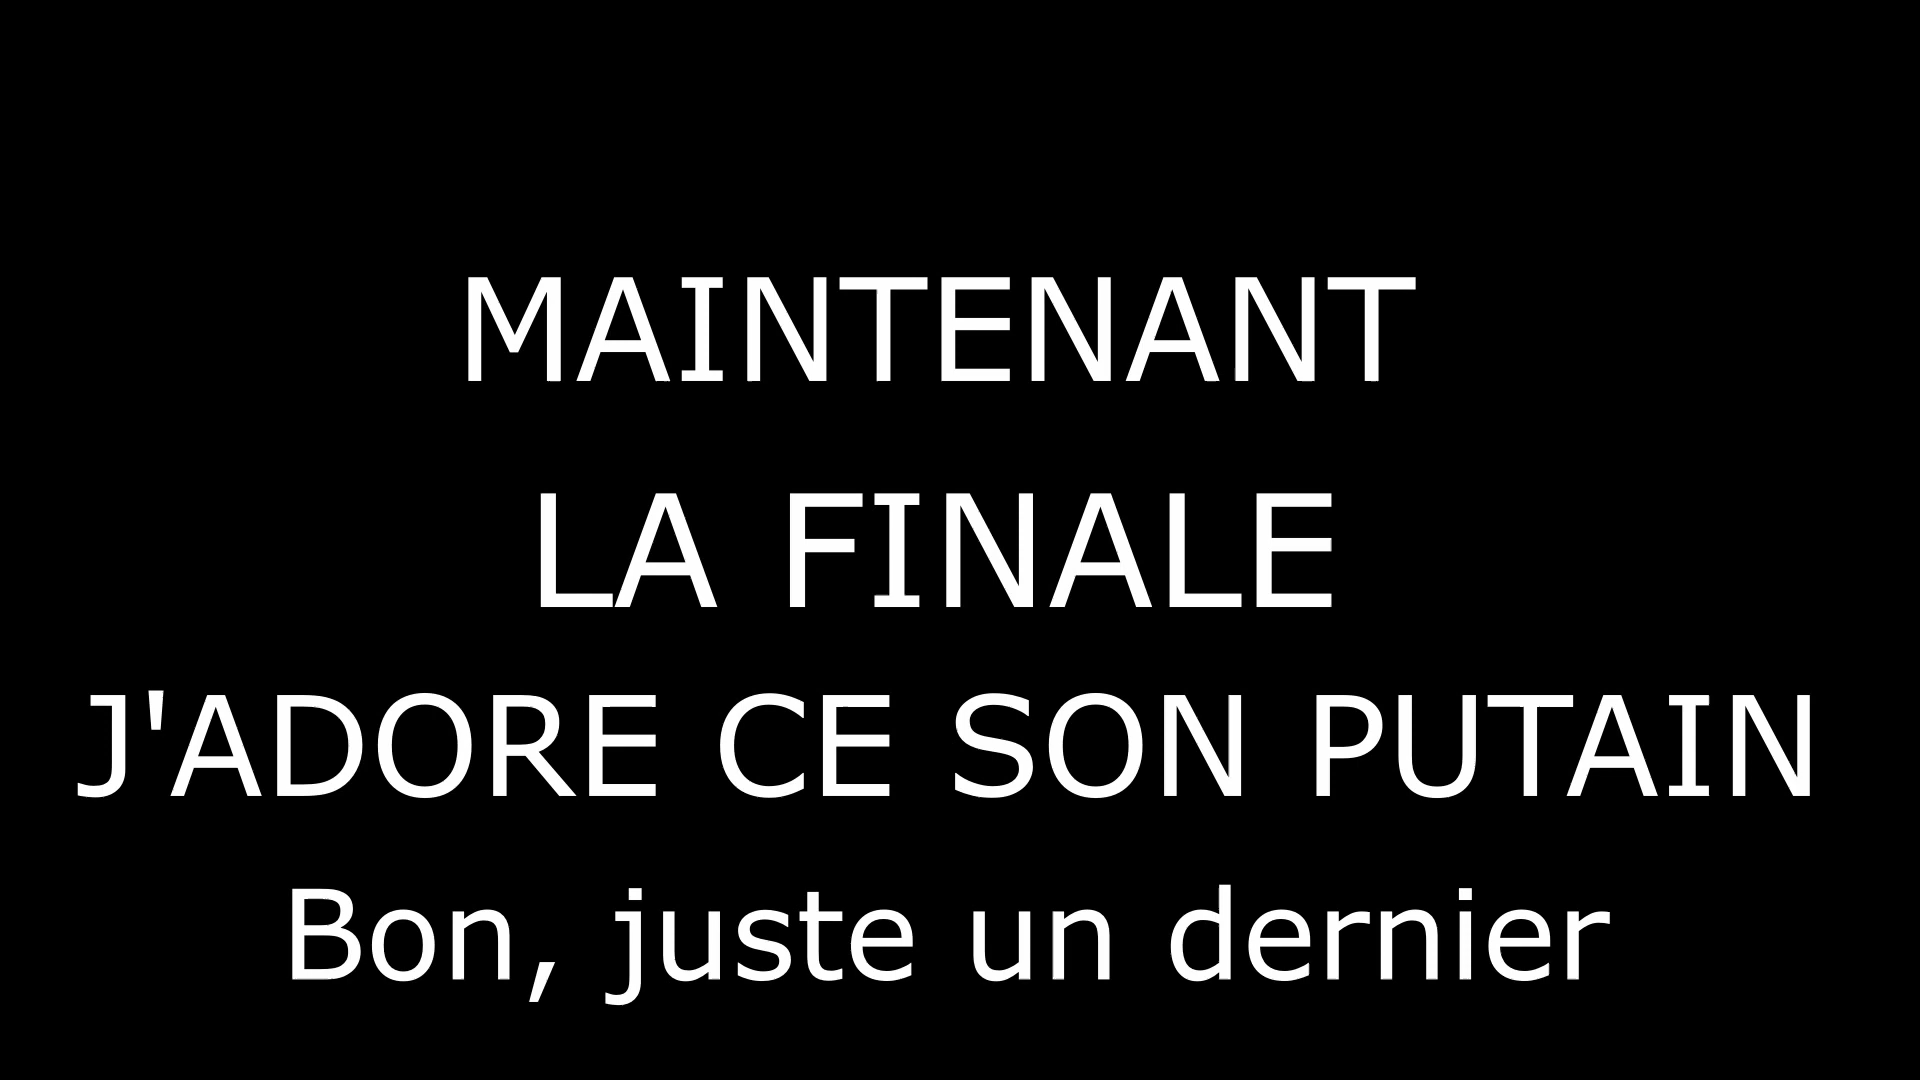 MAINTENANT
LA FINALE
J'ADORE CE SON PUTAIN
Bon, juste un dernier